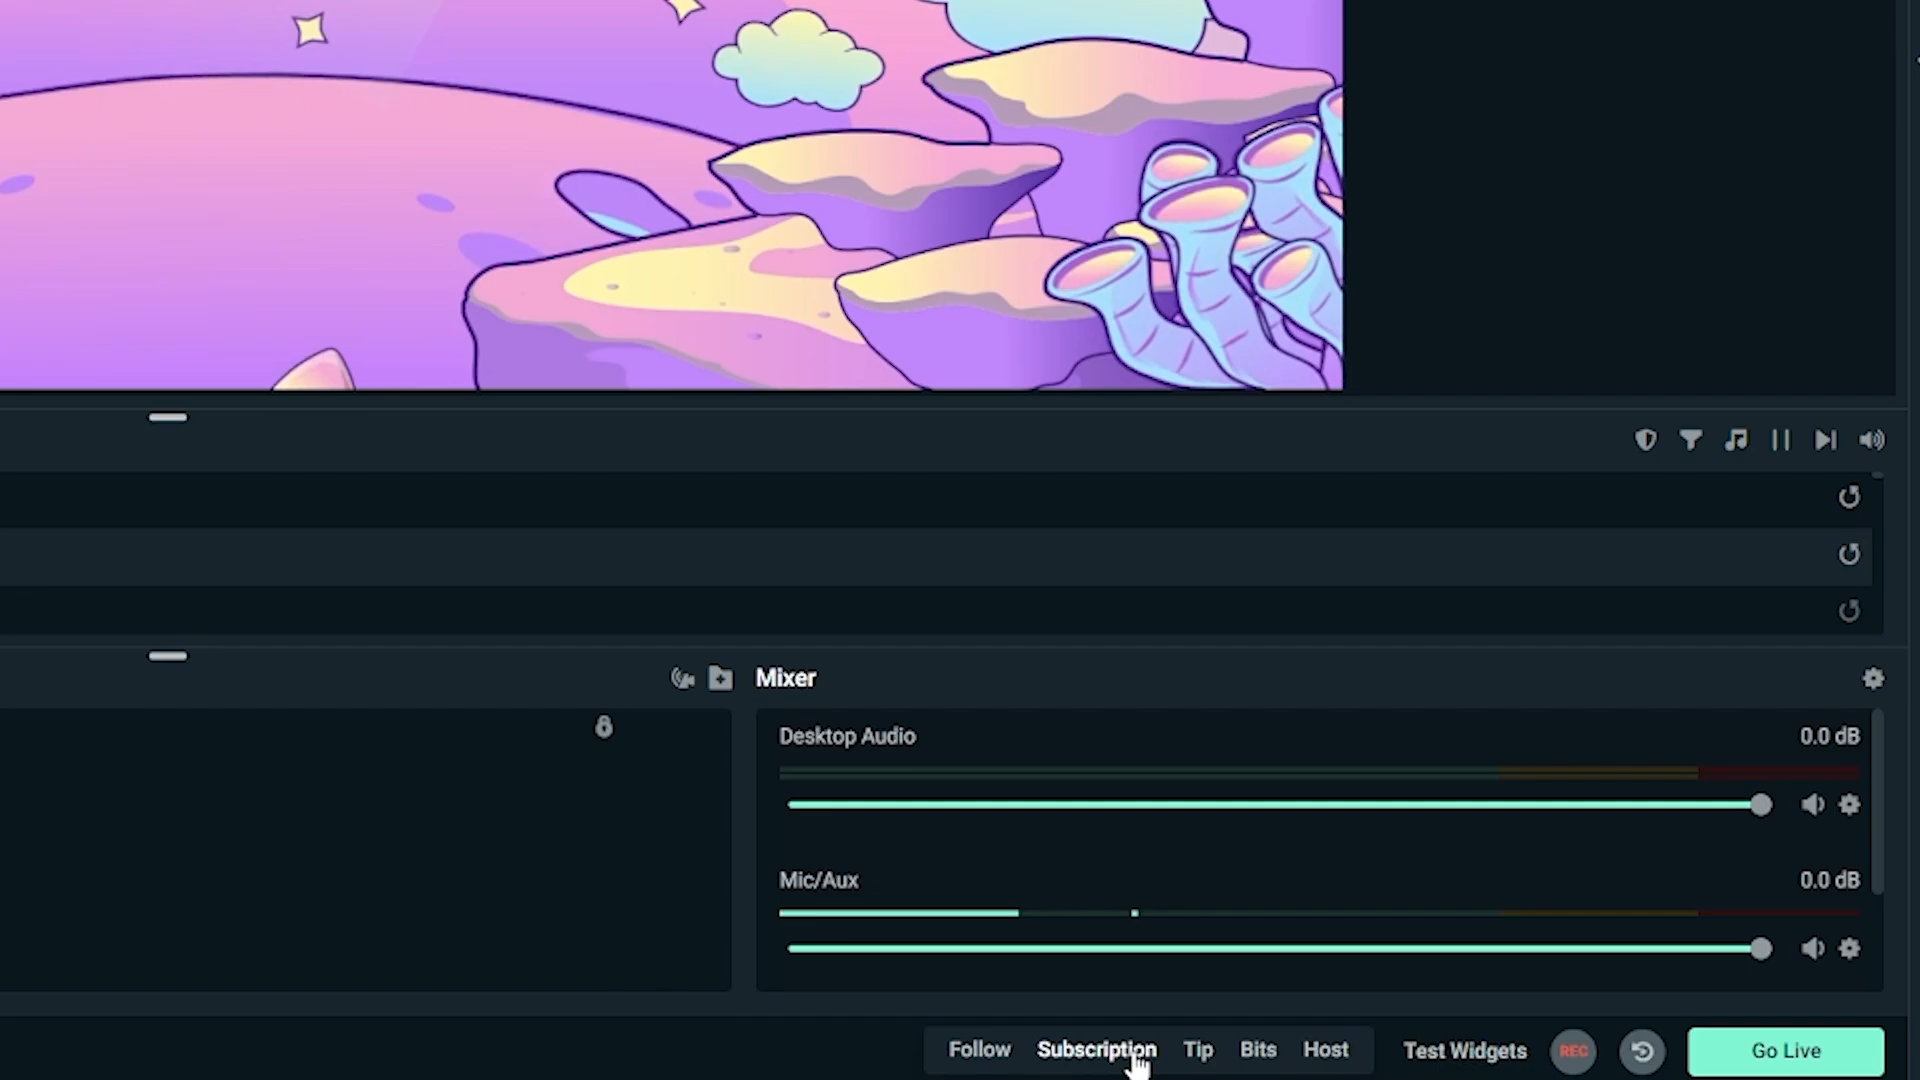 Mixer
Desktop Audio 0.0 dB
Mic/Aux 0.0 dB
Follow Subscription Tip Bits Host Test Widgets REC Go Live